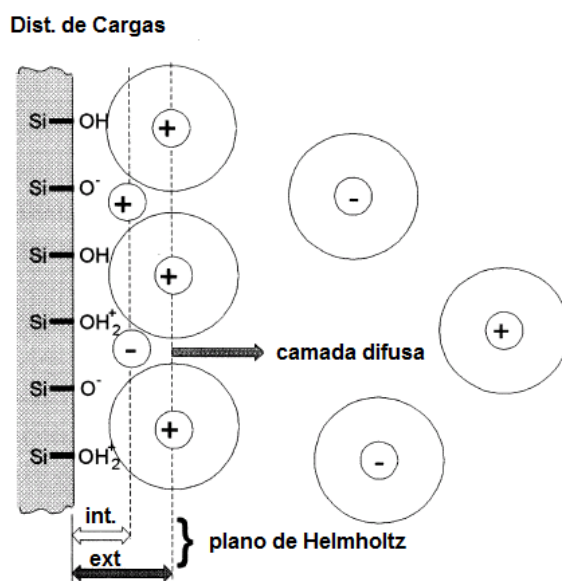 Dist. de Cargas
Si OH +
Si O⁻ + -
Si OH +
Si OH₂⁺ - camada difusa +
Si O⁻ +
Si OH₂⁺ -
int.
ext } plano de Helmholtz